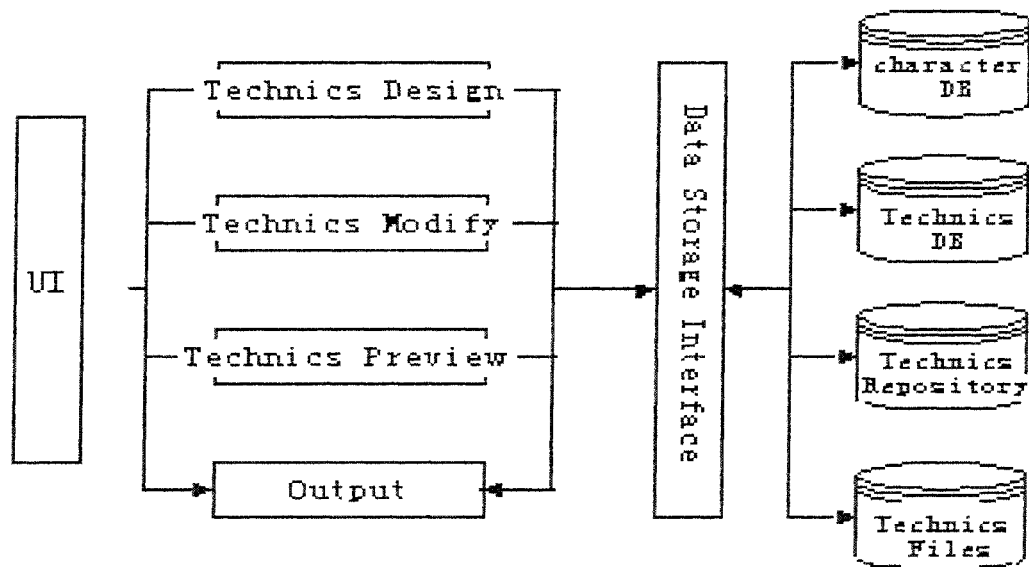 UI
Technics Design
Technics Modify
Technics Preview
Output
Data Storage Interface
character
DB
Technics
DB
Technics
Repository
Technics
Files